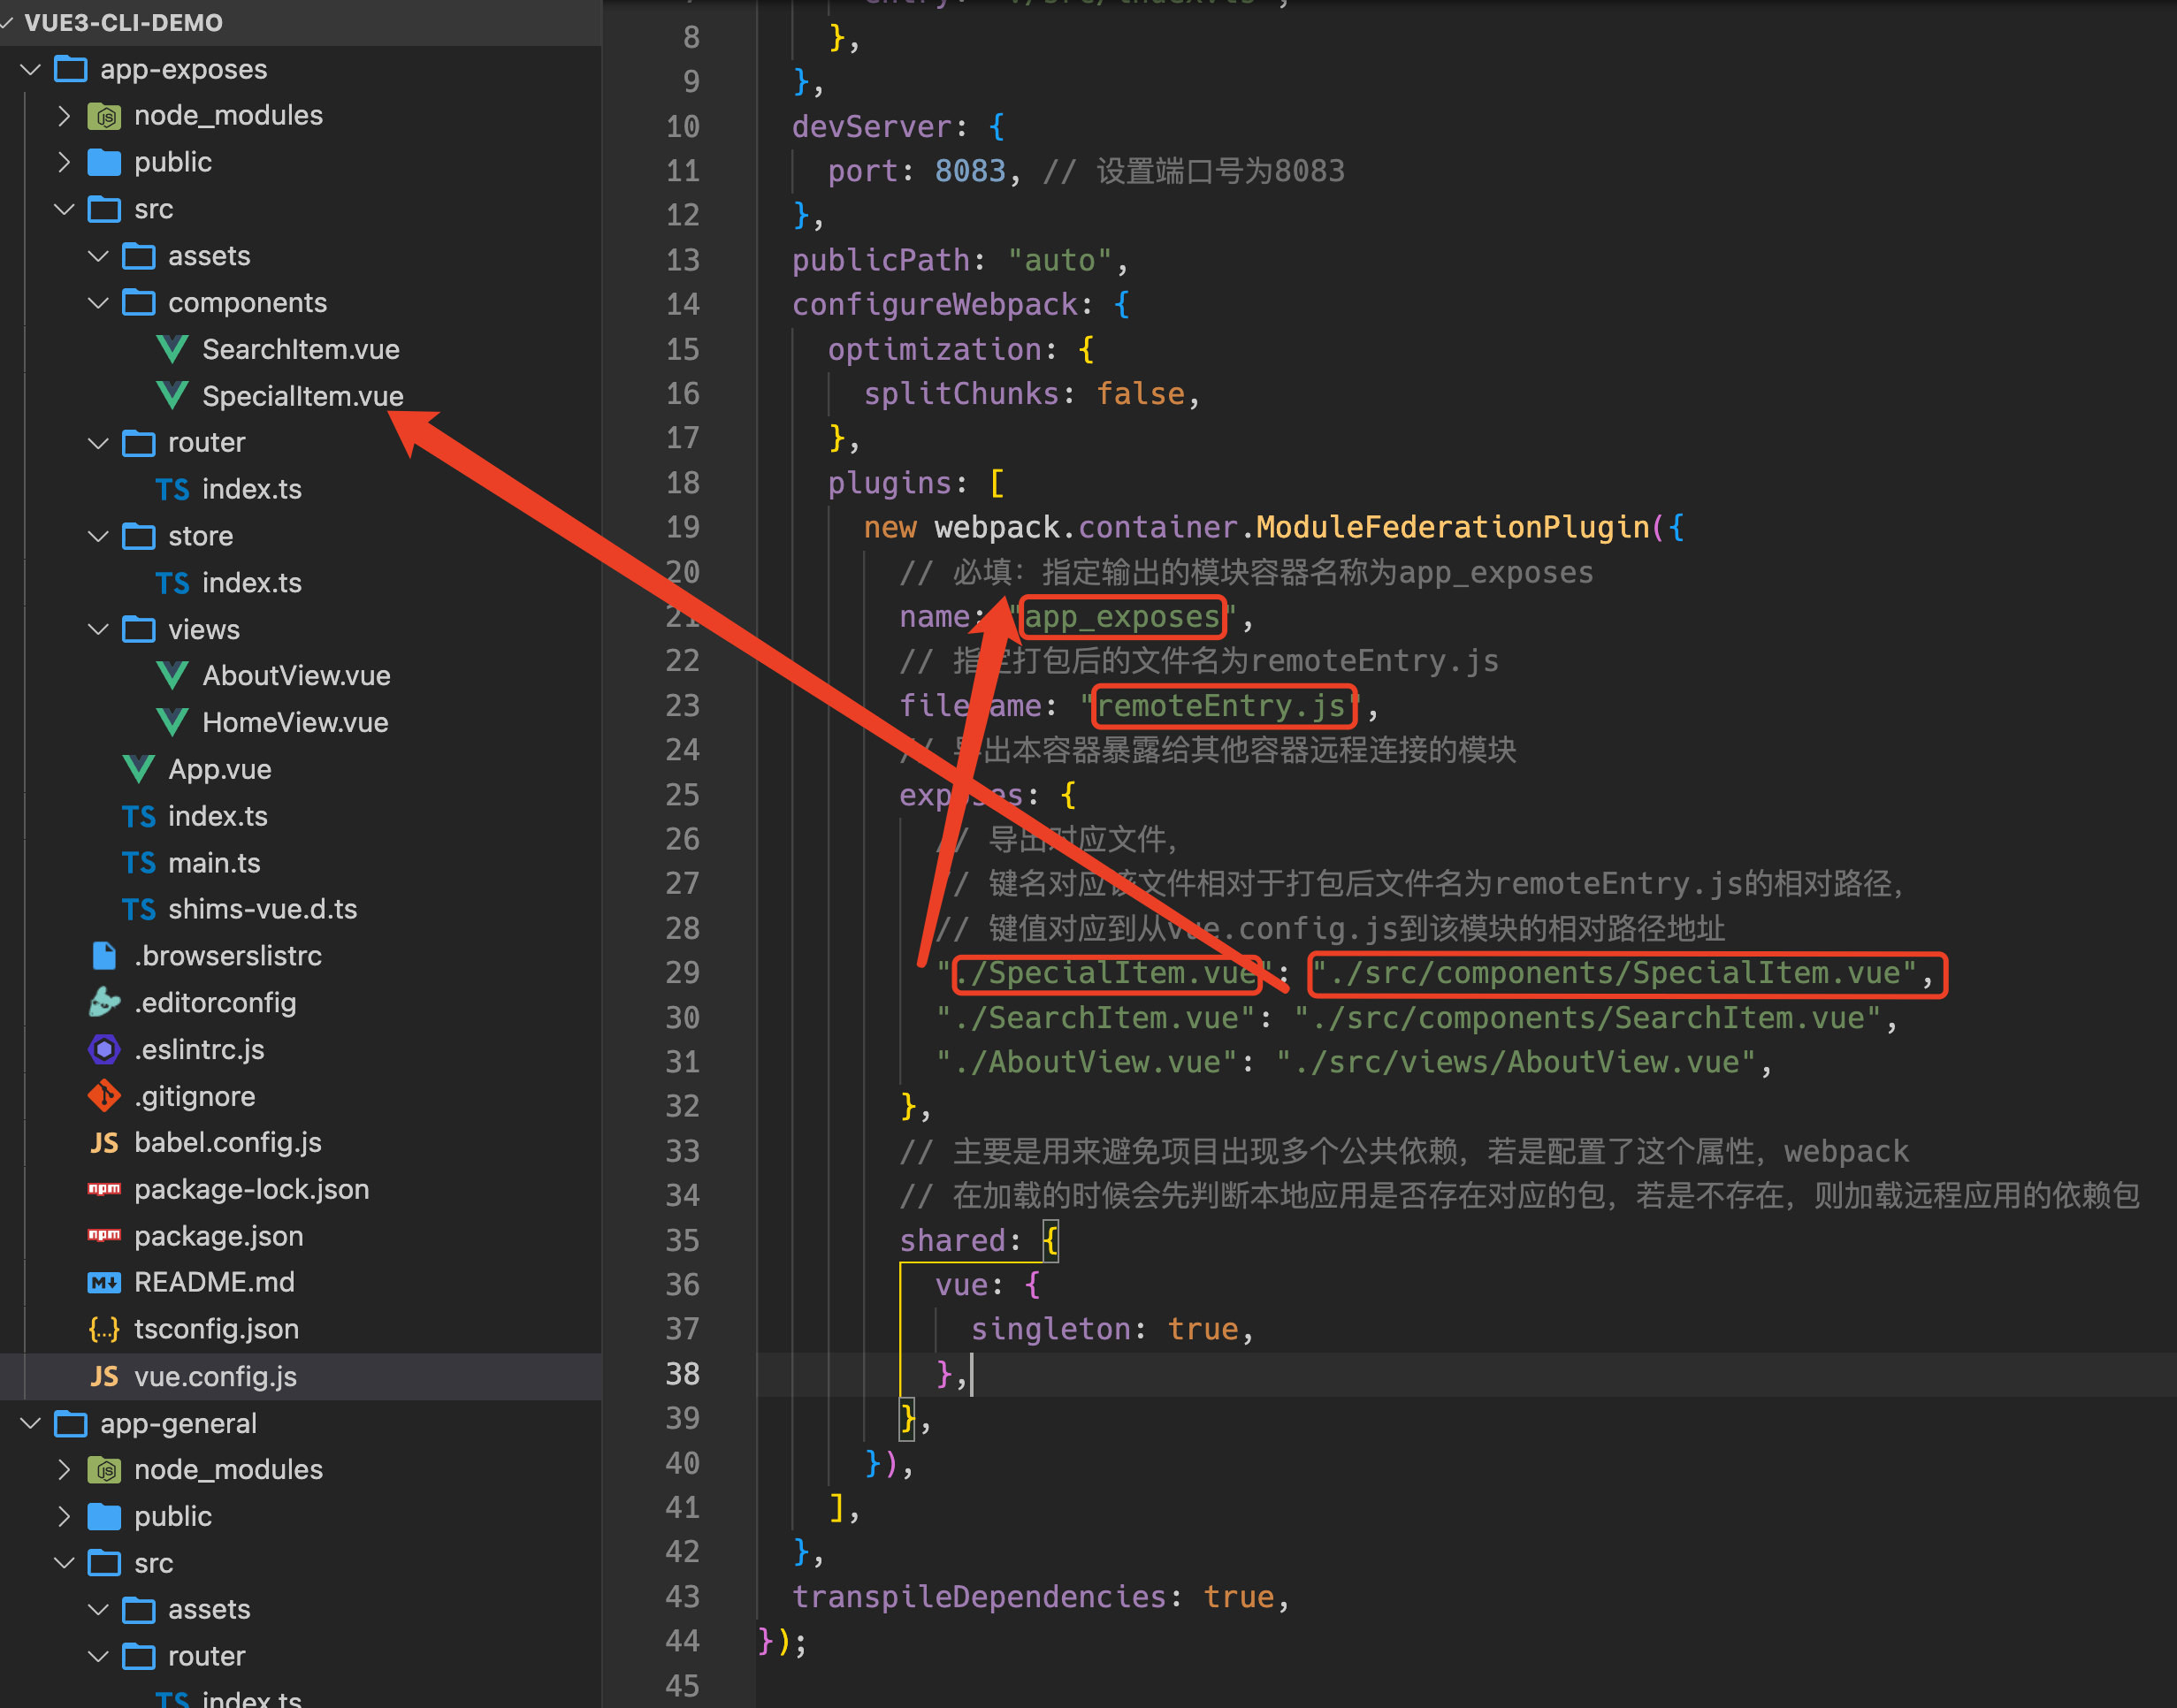 VUE3-CLI-DEMO
app-exposes
node_modules
public
src
assets
components
SearchItem.vue
SpecialItem.vue
router
TS index.ts
store
TS index.ts
views
AboutView.vue
HomeView.vue
App.vue
TS index.ts
TS main.ts
TS shims-vue.d.ts
.browserslistrc
.editorconfig
.eslintrc.js
.gitignore
JS babel.config.js
npm package-lock.json
npm package.json
M README.md
{..} tsconfig.json
JS vue.config.js
app-general
node_modules
public
src
assets
router
TS index.ts
8 },
9 },
10 devServer: {
11 port: 8083, // 设置端口号为8083
12 },
13 publicPath: "auto",
14 configureWebpack: {
15 optimization: {
16 splitChunks: false,
17 },
18 plugins: [
19 new webpack.container.ModuleFederationPlugin({
20 // 必填：指定输出的模块容器名称为app_exposes
21 name: "app_exposes",
22 // 指定打包后的文件名为remoteEntry.js
23 filename: "remoteEntry.js",
24 // 导出本容器暴露给其他容器远程连接的模块
25 exposes: {
26 // 导出对应文件，
27 // 键名对应该文件相对于打包后文件名为remoteEntry.js的相对路径，
28 // 键值对应到从vue.config.js到该模块的相对路径地址
29 "./SpecialItem.vue": "./src/components/SpecialItem.vue",
30 "./SearchItem.vue": "./src/components/SearchItem.vue",
31 "./AboutView.vue": "./src/views/AboutView.vue",
32 },
33 // 主要是用来避免项目出现多个公共依赖，若是配置了这个属性，webpack
34 // 在加载的时候会先判断本地应用是否存在对应的包，若是不存在，则加载远程应用的依赖包
35 shared: {
36 vue: {
37 singleton: true,
38 },
39 },
40 }),
41 ],
42 },
43 transpileDependencies: true,
44 });
45